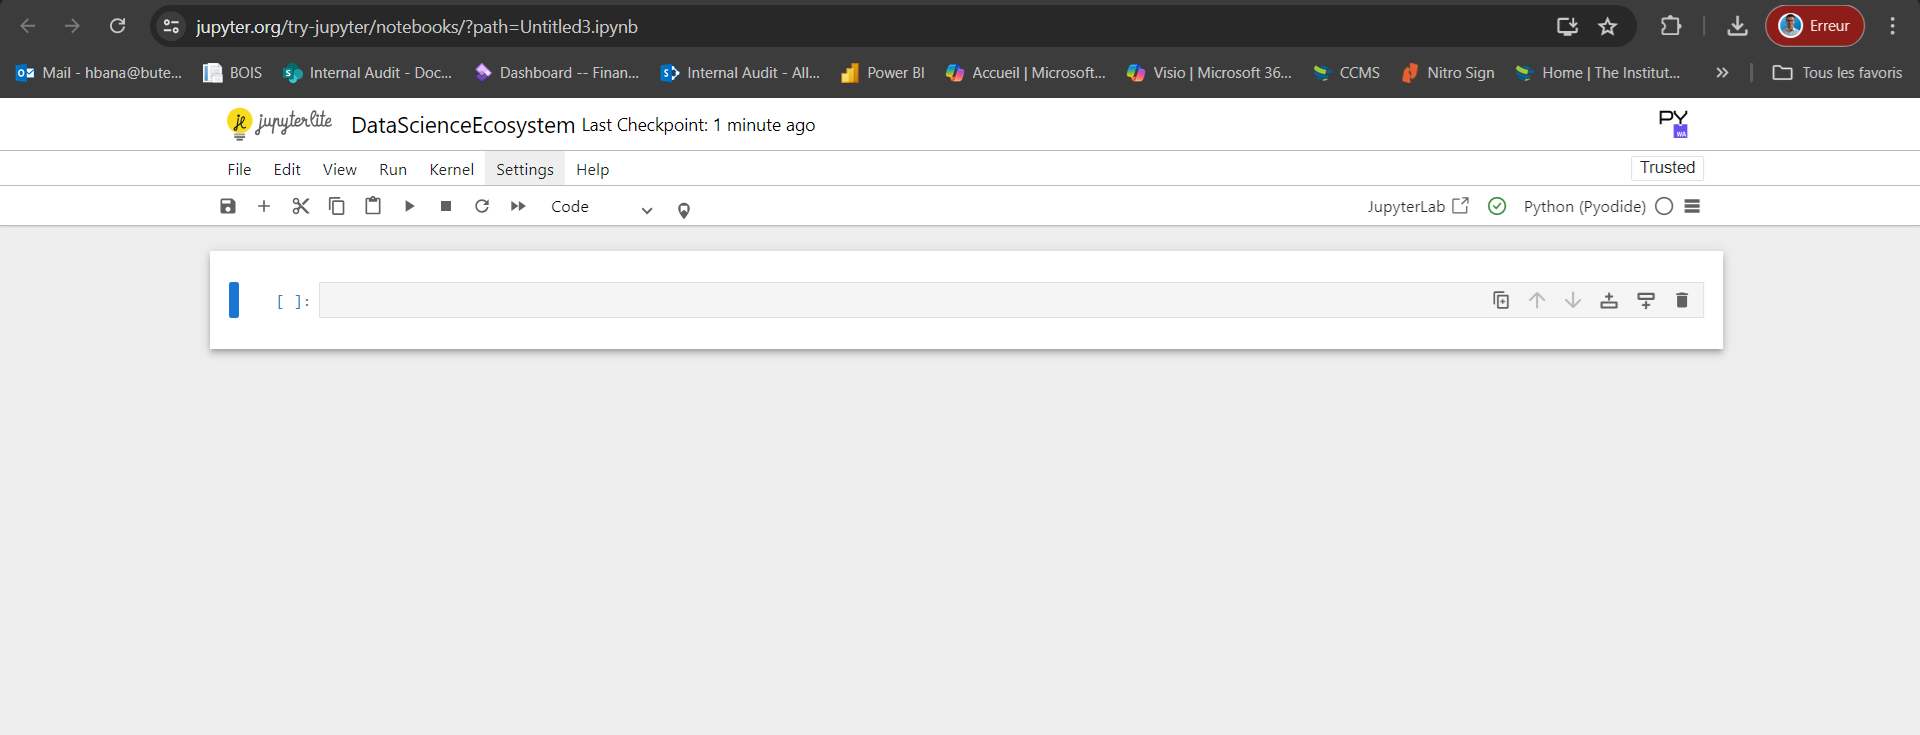 jupyter.org/try-jupyter/notebooks/?path=Untitled3.ipynb Erreur
Mail - hbana@bute... BOIS Internal Audit - Doc... Dashboard -- Finan... Internal Audit - All... Power BI Accueil | Microsoft... Visio | Microsoft 36... CCMS Nitro Sign Home | The Institut... » Tous les favoris
jupyterlite DataScienceEcosystem Last Checkpoint: 1 minute ago PY WA
File Edit View Run Kernel Settings Help Trusted
Code JupyterLab Python (Pyodide)
[ ]: